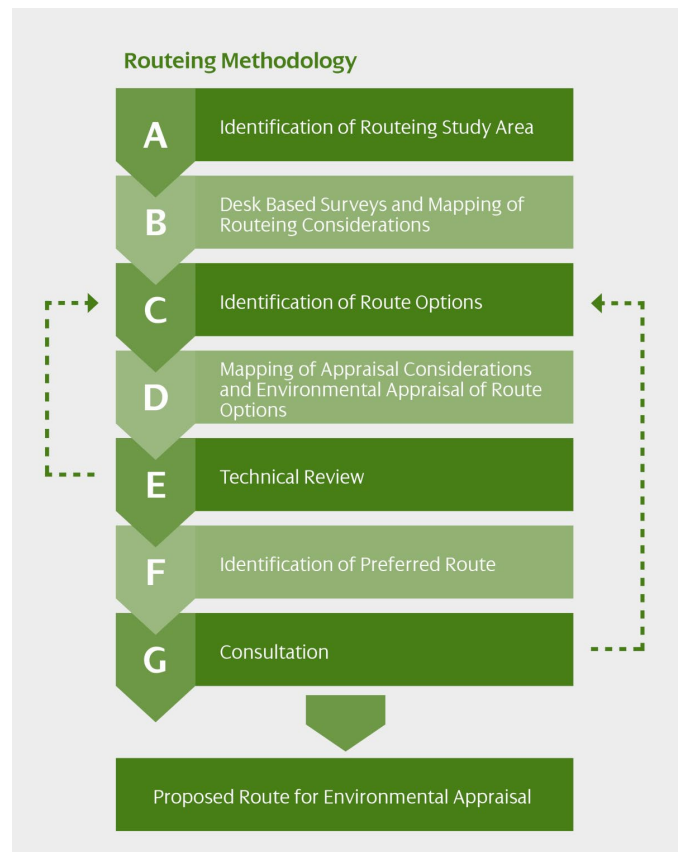 Routeing Methodology
A
Identification of Routeing Study Area
B
Desk Based Surveys and Mapping of
Routeing Considerations
C
Identification of Route Options
D
Mapping of Appraisal Considerations
and Environmental Appraisal of Route
Options
E
Technical Review
F
Identification of Preferred Route
G
Consultation
Proposed Route for Environmental Appraisal